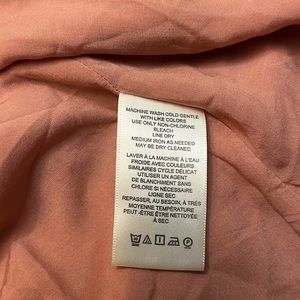 MACHINE WASH COLD GENTLE
WITH LIKE COLORS
USE ONLY NON-CHLORINE
BLEACH
LINE DRY
MEDIUM IRON AS NEEDED
MAY BE DRY CLEANED
LAVER À LA MACHINE À L'EAU
FROIDE AVEC COULEURS
SIMILAIRES CYCLE DÉLICAT
UTILISER UN AGENT
DE BLANCHIMENT SANS
CHLORE SI NÉCESSAIRE
LIGNE SEC
REPASSER, AU BESOIN, À TRÈS
MOYENNE TEMPÉRATURE
PEUT -ÊTRE ÊTRE NETTOYÉE
À SEC